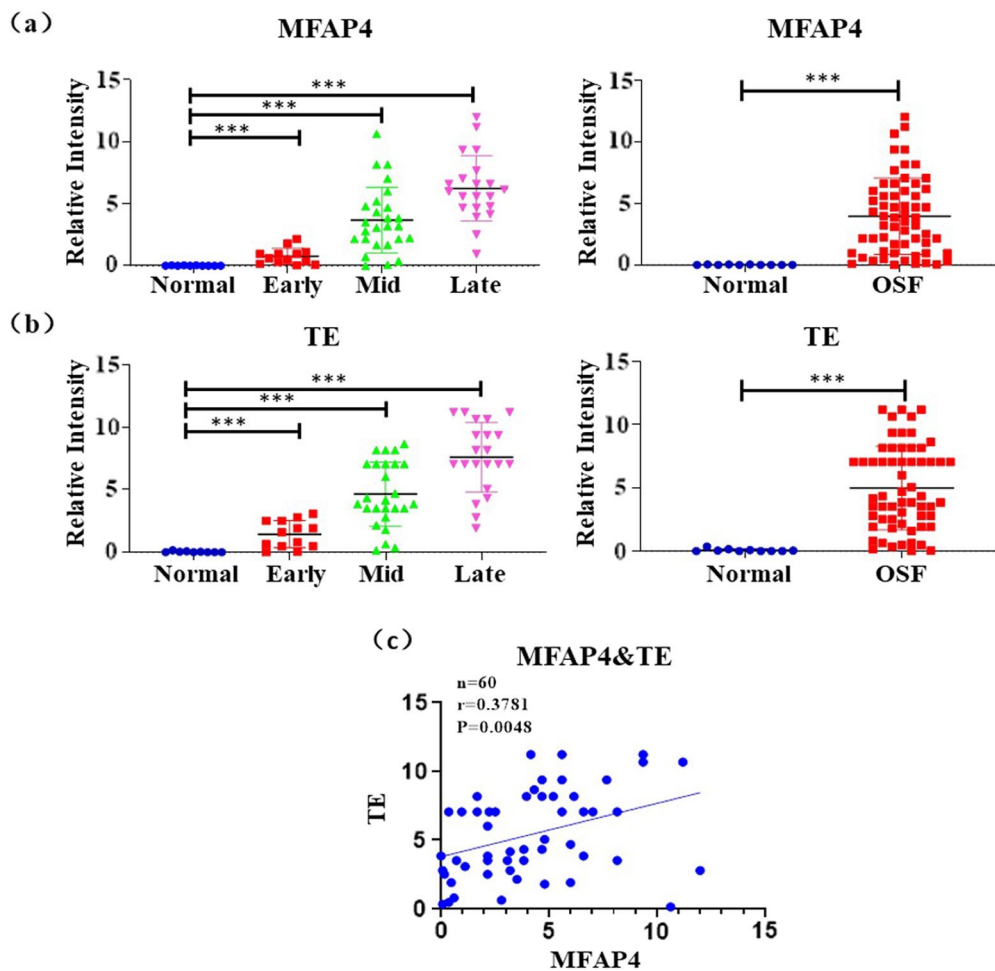 (a)
MFAP4
MFAP4
Relative Intensity
15
10
5
0
***
***
***
Normal Early Mid Late
Relative Intensity
15
10
5
0
***
Normal OSF
(b)
TE
TE
Relative Intensity
15
10
5
0
***
***
***
Normal Early Mid Late
Relative Intensity
15
10
5
0
***
Normal OSF
(c)
MFAP4&TE
n=60
r=0.3781
P=0.0048
TE
15
10
5
0
0 5 10 15
MFAP4